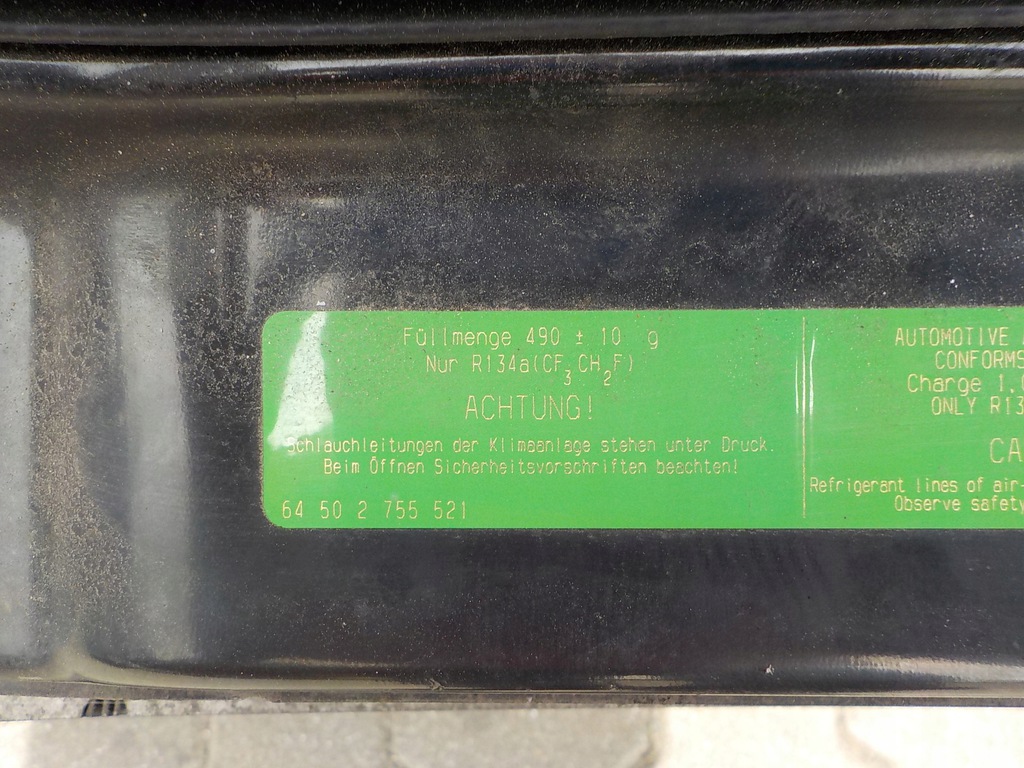 Füllmenge 490 ± 10 g
Nur R134a(CF₃CH₂F)
ACHTUNG!
Schlauchleitungen der Klimaanlage stehen unter Druck.
Beim Öffnen Sicherheitsvorschriften beachten!
64 50 2 755 521
AUTOMOTIVE
CONFORMS
Charge 1.
ONLY R13
CA
Refrigerant lines of air-
Observe safety